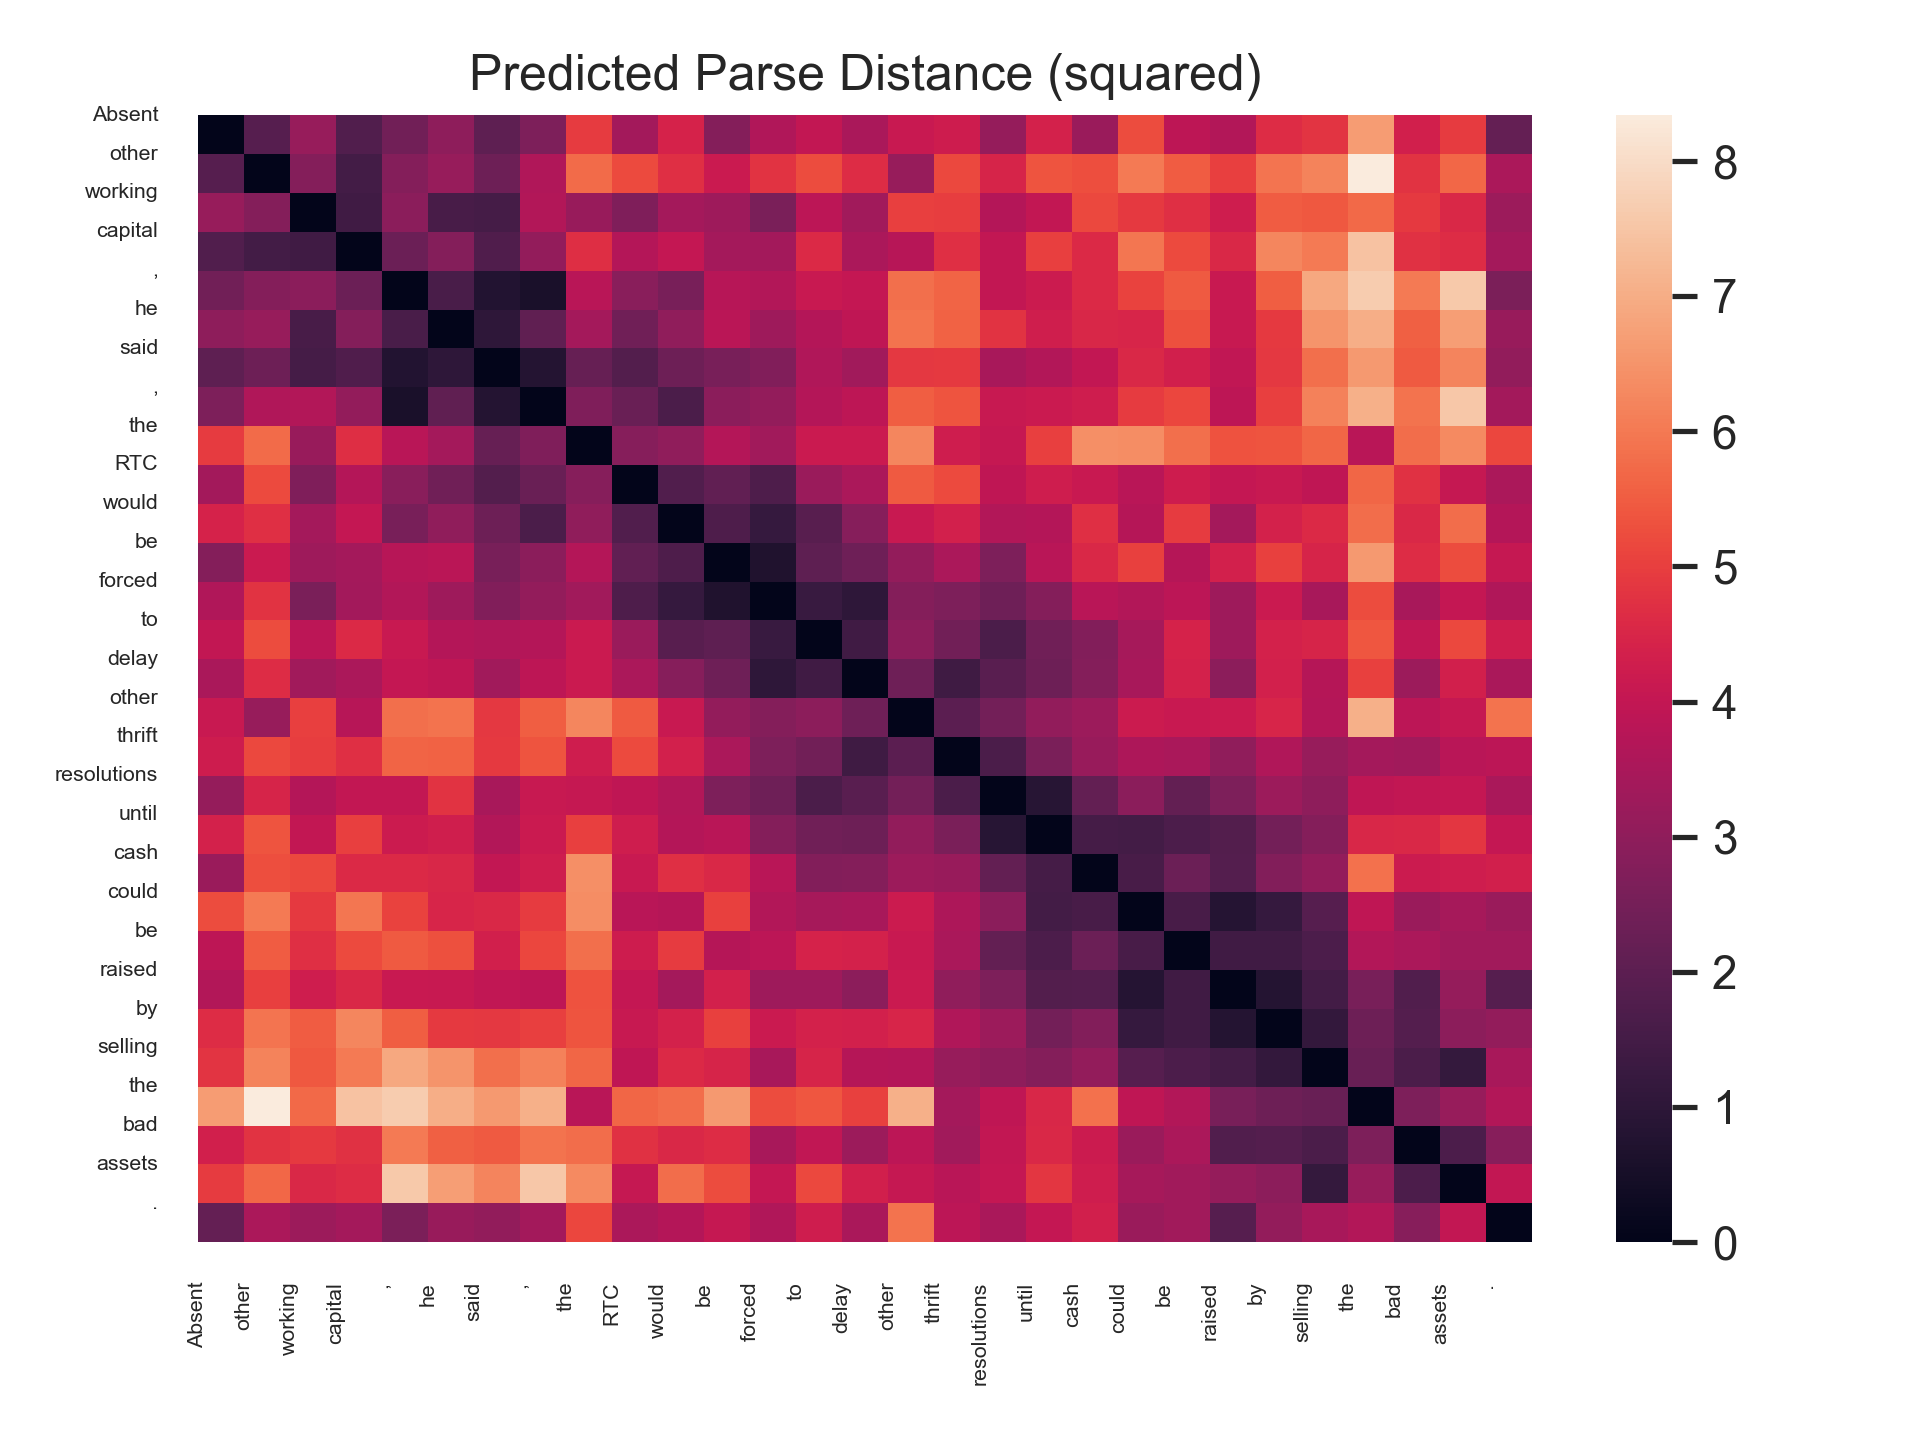 Predicted Parse Distance (squared)
Absent
other
working
capital
,
he
said
,
the
RTC
would
be
forced
to
delay
other
thrift
resolutions
until
cash
could
be
raised
by
selling
the
bad
assets
.
8
7
6
5
4
3
2
1
0
Absent
other
working
capital
,
he
said
,
the
RTC
would
be
forced
to
delay
other
thrift
resolutions
until
cash
could
be
raised
by
selling
the
bad
assets
.